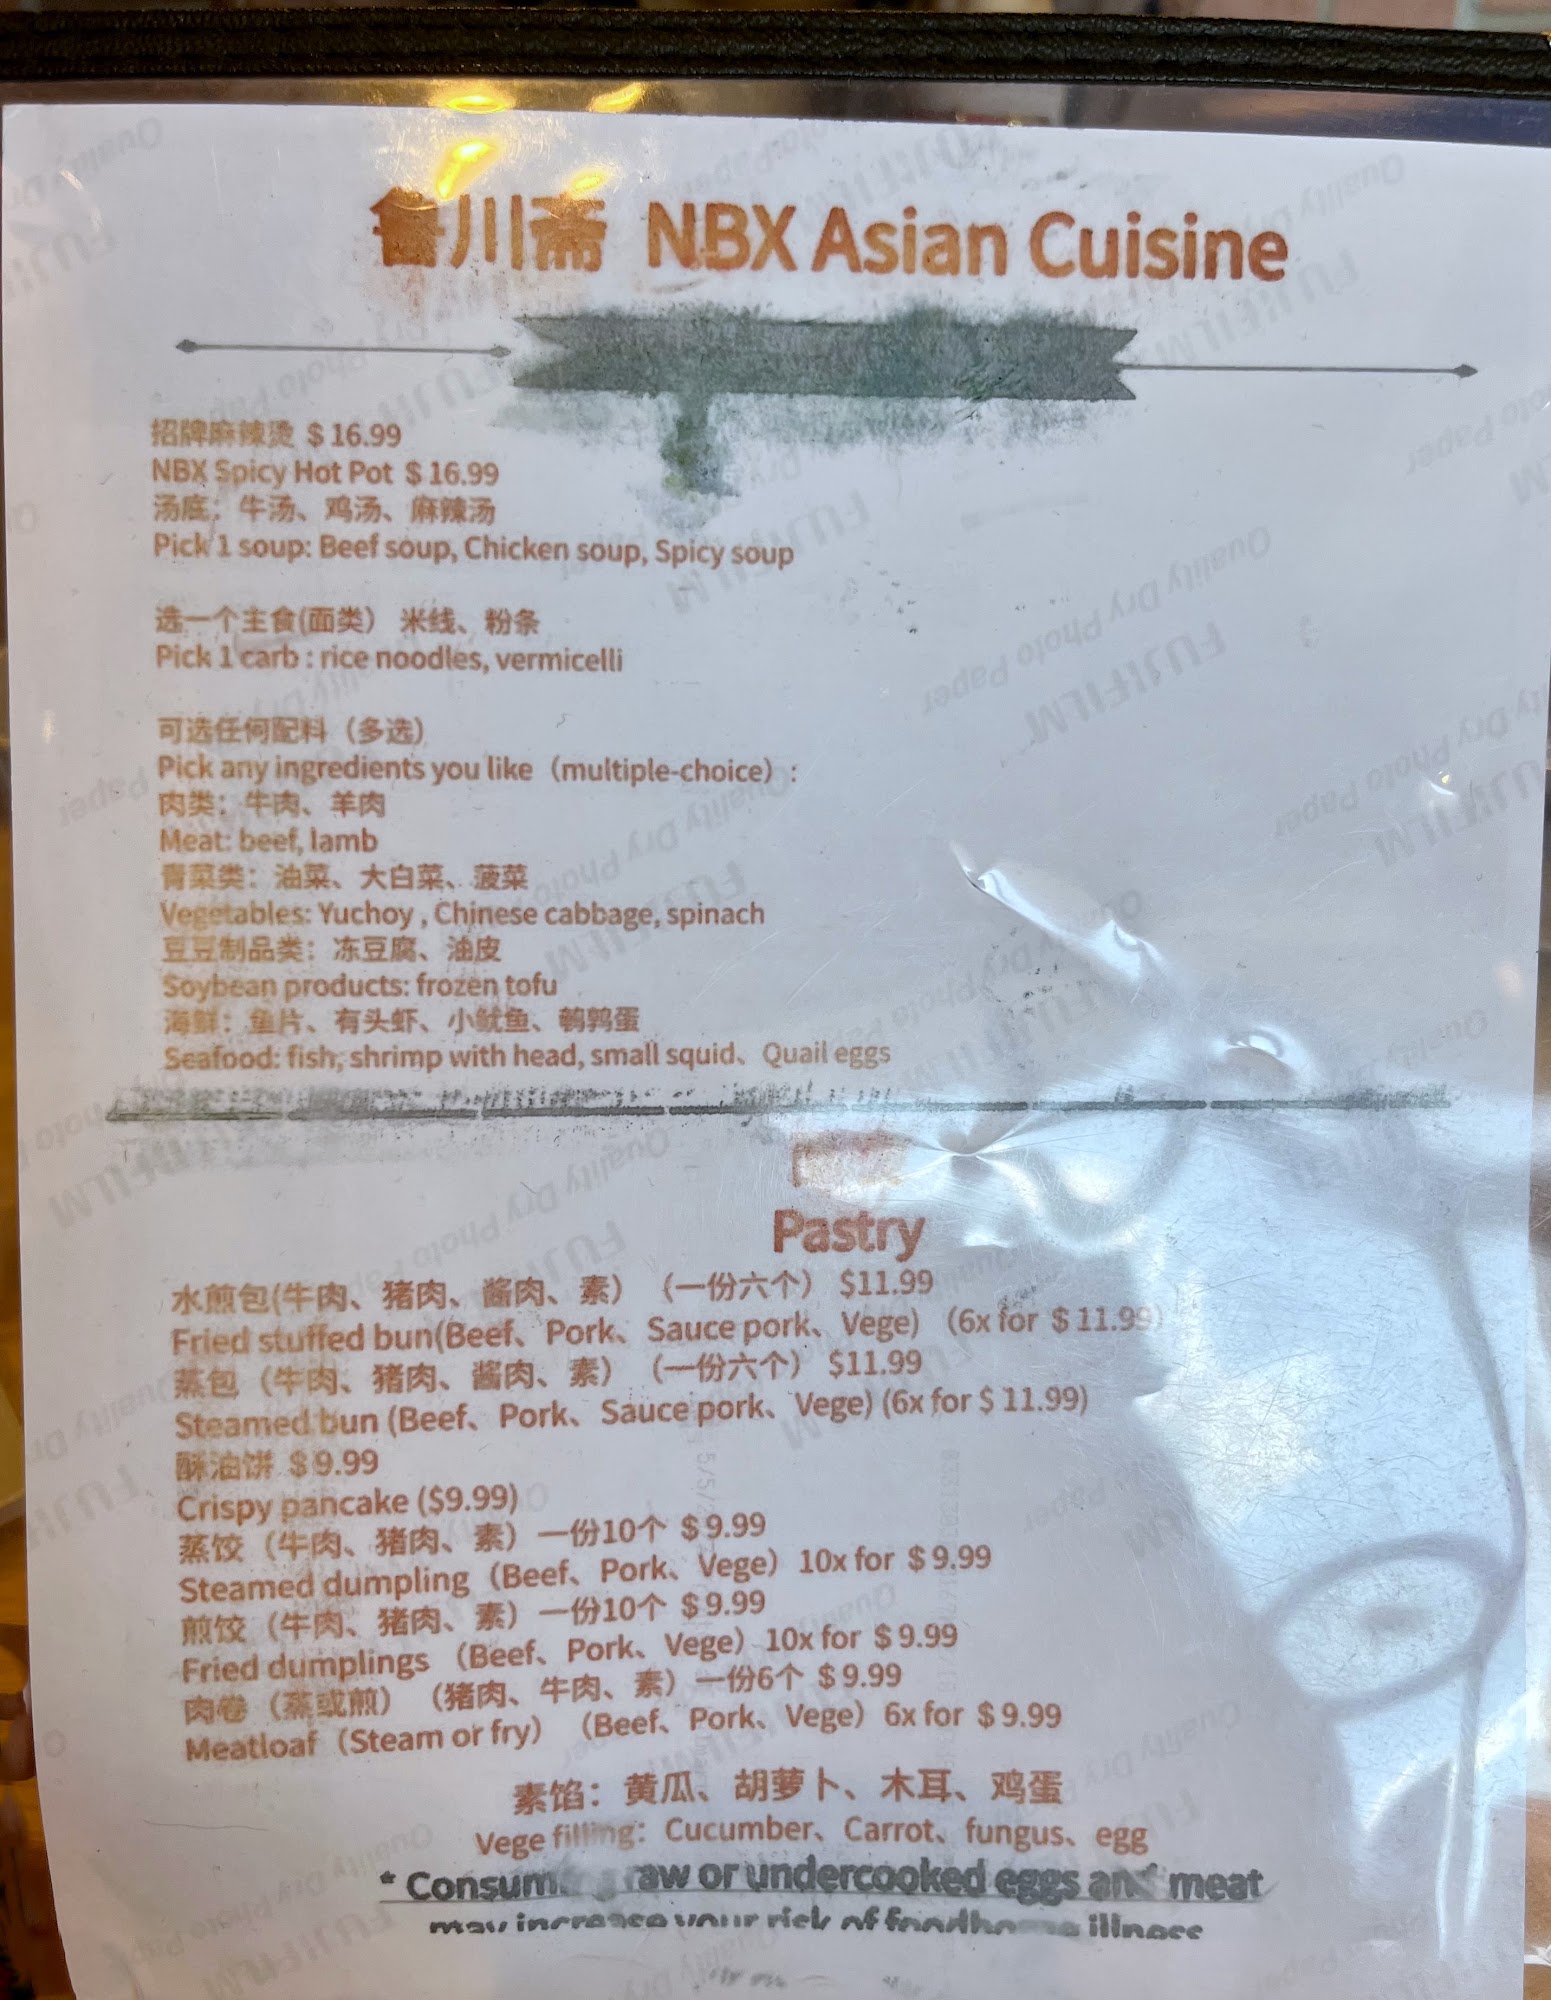 鲁川斋 NBX Asian Cuisine
招牌麻辣烫 $16.99
NBX Spicy Hot Pot $16.99
汤底：牛汤、鸡汤、麻辣汤
Pick 1 soup: Beef soup, Chicken soup, Spicy soup
选一个主食(面类） 米线、粉条
Pick 1 carb : rice noodles, vermicelli
可选任何配料（多选）
Pick any ingredients you like（multiple-choice）:
肉类：牛肉、羊肉
Meat: beef, lamb
青菜类：油菜、大白菜、菠菜
Vegetables: Yuchoy , Chinese cabbage, spinach
豆豆制品类：冻豆腐、油皮
Soybean products: frozen tofu
海鲜：鱼片、有头虾、小鱿鱼、鹌鹑蛋
Seafood: fish, shrimp with head, small squid、Quail eggs
Pastry
水煎包(牛肉、猪肉、酱肉、素）（一份六个） $11.99
Fried stuffed bun(Beef、Pork、Sauce pork、Vege) （6x for $11.99）
蒸包（牛肉、猪肉、酱肉、素）（一份六个） $11.99
Steamed bun (Beef、Pork、Sauce pork、Vege) (6x for $11.99)
酥油饼 $9.99
Crispy pancake ($9.99)
蒸饺（牛肉、猪肉、素）一份10个 $9.99
Steamed dumpling（Beef、Pork、Vege）10x for $9.99
煎饺（牛肉、猪肉、素）一份10个 $9.99
Fried dumplings（Beef、Pork、Vege）10x for $9.99
肉卷（蒸或煎）（猪肉、牛肉、素）一份6个 $9.99
Meatloaf（Steam or fry）（Beef、Pork、Vege）6x for $9.99
素馅：黄瓜、胡萝卜、木耳、鸡蛋
Vege filling：Cucumber、Carrot、fungus、egg
* Consuming raw or undercooked eggs and meat
may increase your risk of foodborne illness
FUJIFILM
Quality Dry Photo Paper